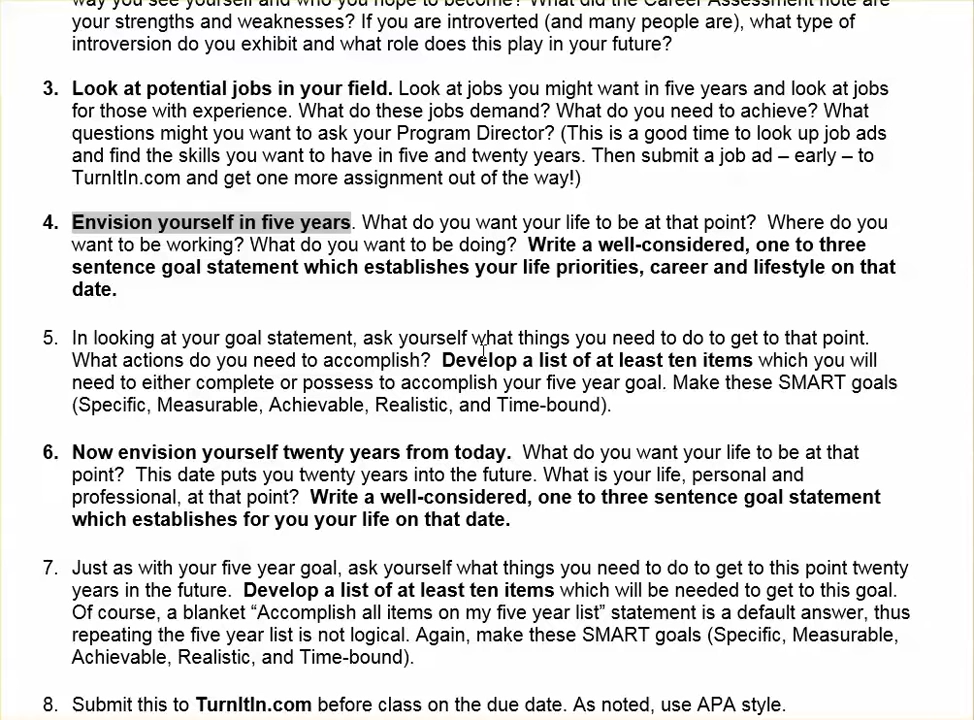 way you see yourself and who you hope to become? What did the Career Assessment note are
your strengths and weaknesses? If you are introverted (and many people are), what type of
introversion do you exhibit and what role does this play in your future?
3. Look at potential jobs in your field. Look at jobs you might want in five years and look at jobs
for those with experience. What do these jobs demand? What do you need to achieve? What
questions might you want to ask your Program Director? (This is a good time to look up job ads
and find the skills you want to have in five and twenty years. Then submit a job ad – early – to
TurnItIn.com and get one more assignment out of the way!)
4. Envision yourself in five years. What do you want your life to be at that point?  Where do you
want to be working? What do you want to be doing?  Write a well-considered, one to three
sentence goal statement which establishes your life priorities, career and lifestyle on that
date.
5. In looking at your goal statement, ask yourself what things you need to do to get to that point.
What actions do you need to accomplish?  Develop a list of at least ten items which you will
need to either complete or possess to accomplish your five year goal. Make these SMART goals
(Specific, Measurable, Achievable, Realistic, and Time-bound).
6. Now envision yourself twenty years from today.  What do you want your life to be at that
point?  This date puts you twenty years into the future. What is your life, personal and
professional, at that point?  Write a well-considered, one to three sentence goal statement
which establishes for you your life on that date.
7. Just as with your five year goal, ask yourself what things you need to do to get to this point twenty
years in the future.  Develop a list of at least ten items which will be needed to get to this goal.
Of course, a blanket “Accomplish all items on my five year list” statement is a default answer, thus
repeating the five year list is not logical. Again, make these SMART goals (Specific, Measurable,
Achievable, Realistic, and Time-bound).
8. Submit this to TurnItIn.com before class on the due date. As noted, use APA style.